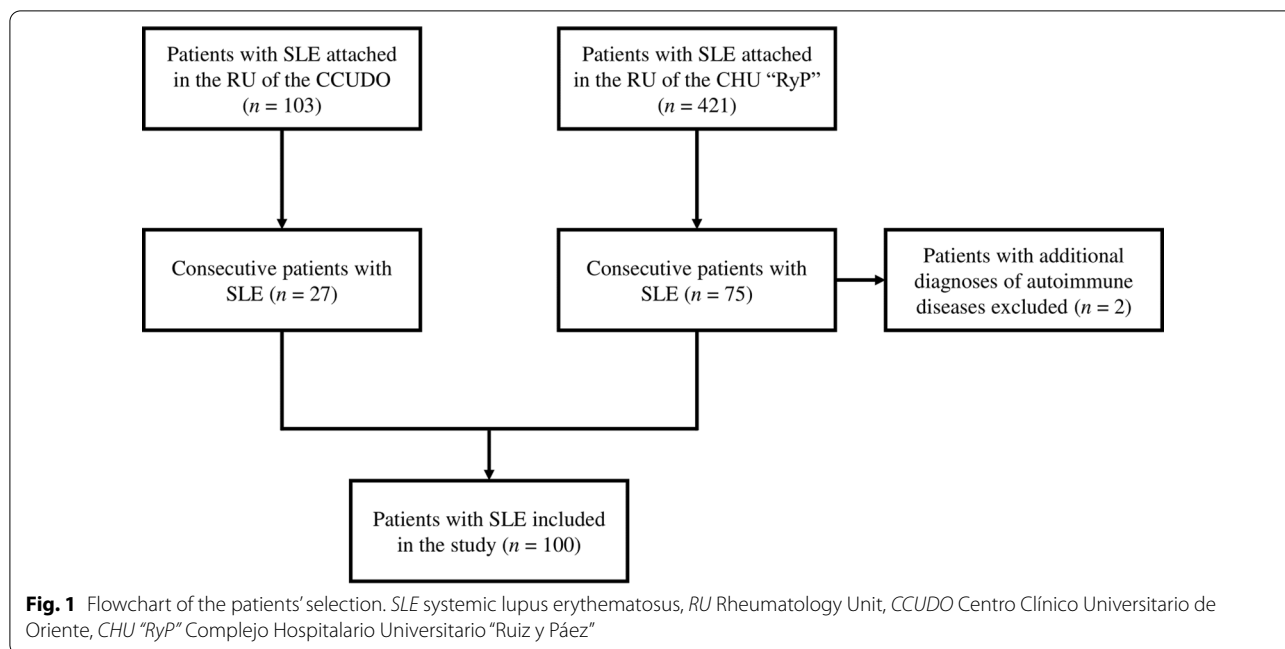 Patients with SLE attached
in the RU of the CCUDO
(n = 103)
Patients with SLE attached
in the RU of the CHU “RyP”
(n = 421)
Consecutive patients with
SLE (n = 27)
Consecutive patients with
SLE (n = 75)
Patients with additional
diagnoses of autoimmune
diseases excluded (n = 2)
Patients with SLE included
in the study (n = 100)
Fig. 1 Flowchart of the patients’ selection. SLE systemic lupus erythematosus, RU Rheumatology Unit, CCUDO Centro Clínico Universitario de
Oriente, CHU “RyP” Complejo Hospitalario Universitario “Ruiz y Páez”